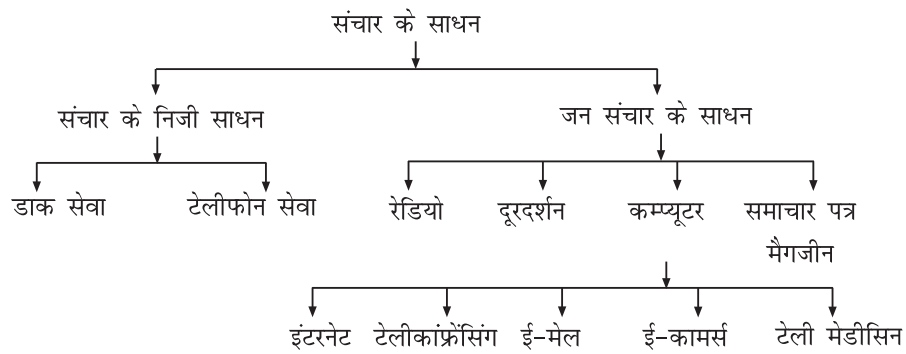 संचार के साधन
संचार के निजी साधन
जन संचार के साधन
डाक सेवा
टेलीफोन सेवा
रेडियो
दूरदर्शन
कम्प्यूटर
समाचार पत्र
मैगजीन
इंटरनेट
टेलीकांफ्रेंसिंग
ई-मेल
ई-कामर्स
टेली मेडीसिन